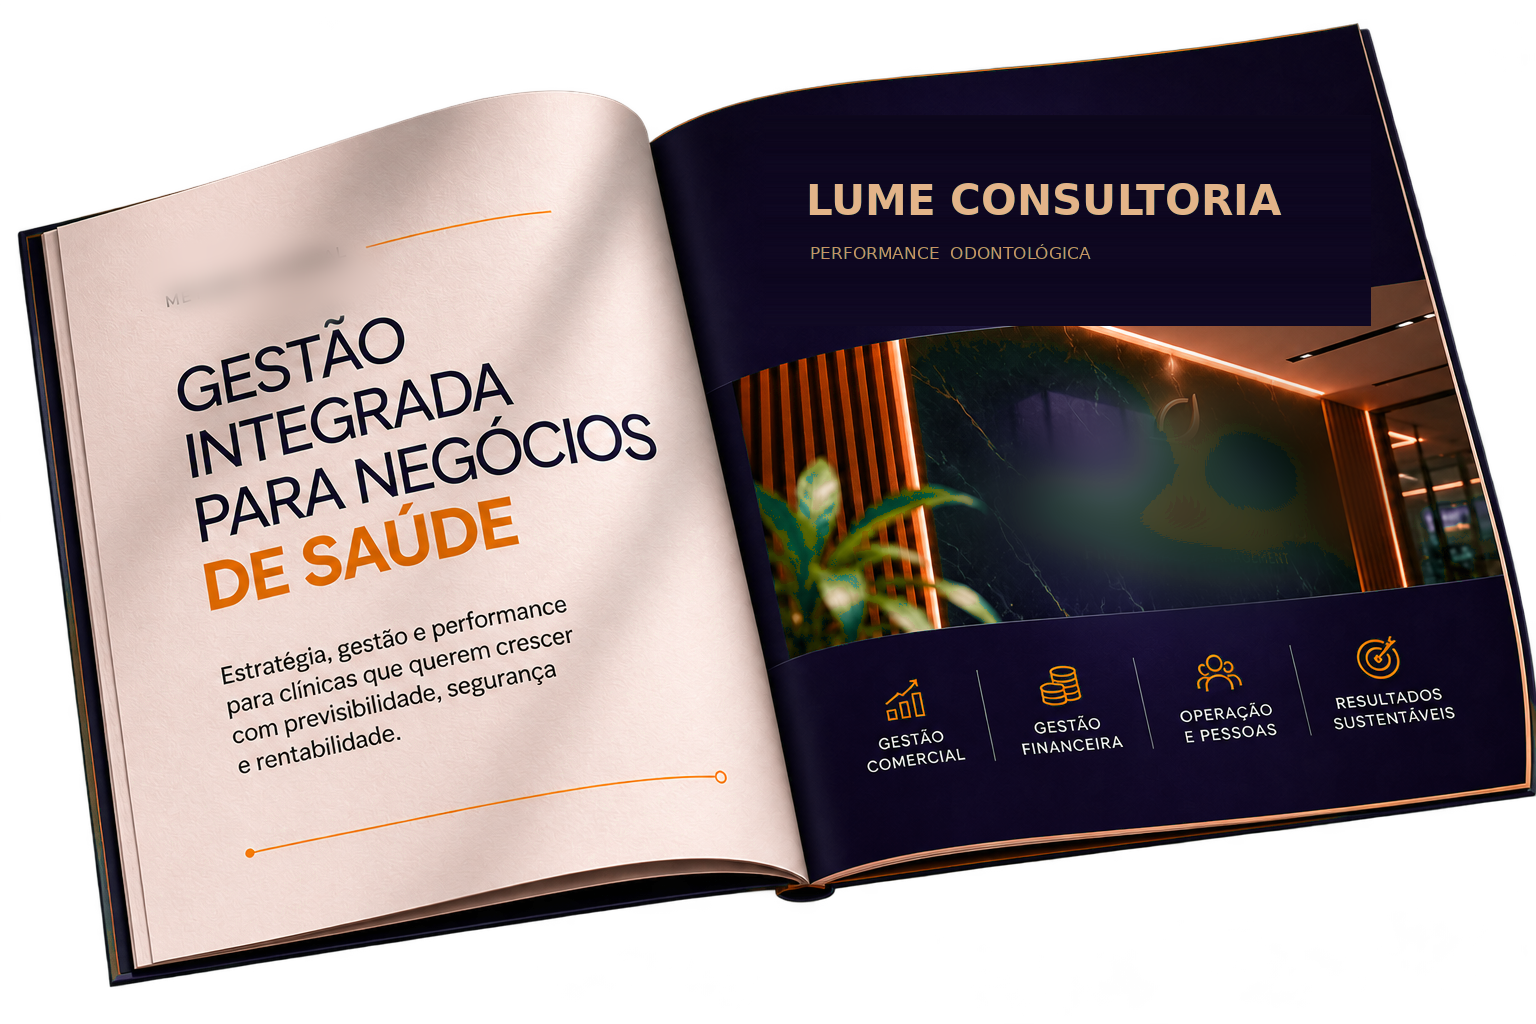 GESTÃO
INTEGRADA
PARA NEGÓCIOS
DE SAÚDE
Estratégia, gestão e performance
para clínicas que querem crescer
com previsibilidade, segurança
e rentabilidade.
LUME CONSULTORIA
PERFORMANCE ODONTOLÓGICA
GESTÃO
COMERCIAL
GESTÃO
FINANCEIRA
OPERAÇÃO
E PESSOAS
RESULTADOS
SUSTENTÁVEIS